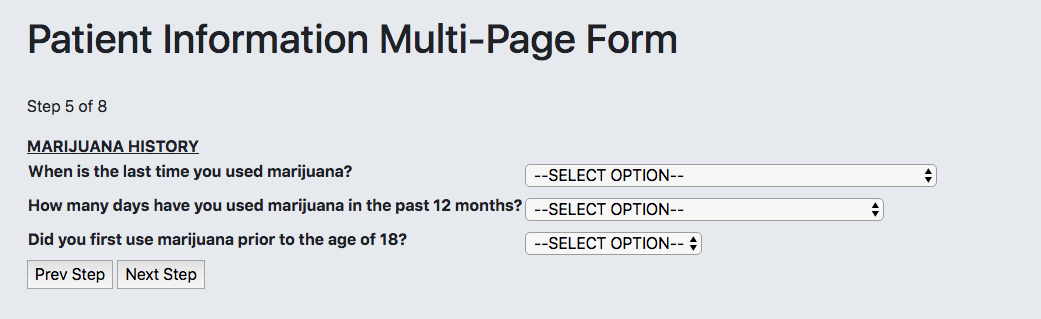 Patient Information Multi-Page Form
Step 5 of 8
MARIJUANA HISTORY
When is the last time you used marijuana? --SELECT OPTION--
How many days have you used marijuana in the past 12 months? --SELECT OPTION--
Did you first use marijuana prior to the age of 18? --SELECT OPTION--
Prev Step Next Step